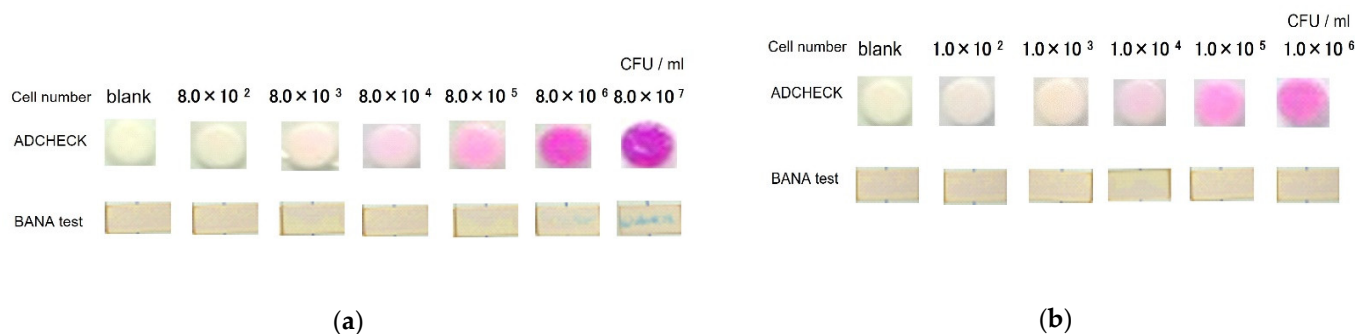 CFU / ml
Cell number blank 8.0 × 10 2 8.0 × 10 3 8.0 × 10 4 8.0 × 10 5 8.0 × 10 6 8.0 × 10 7
ADCHECK
BANA test
(a)
CFU / ml
Cell number blank 1.0 × 10 2 1.0 × 10 3 1.0 × 10 4 1.0 × 10 5 1.0 × 10 6
ADCHECK
BANA test
(b)